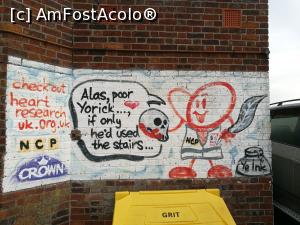 (c) AmFostAcolo®
check out
heart
research
uk.org.uk
NCP
CROWN
Alas, poor
Yorick...,
if only
he'd used
the stairs...
NCP
Ye Ink
GRIT